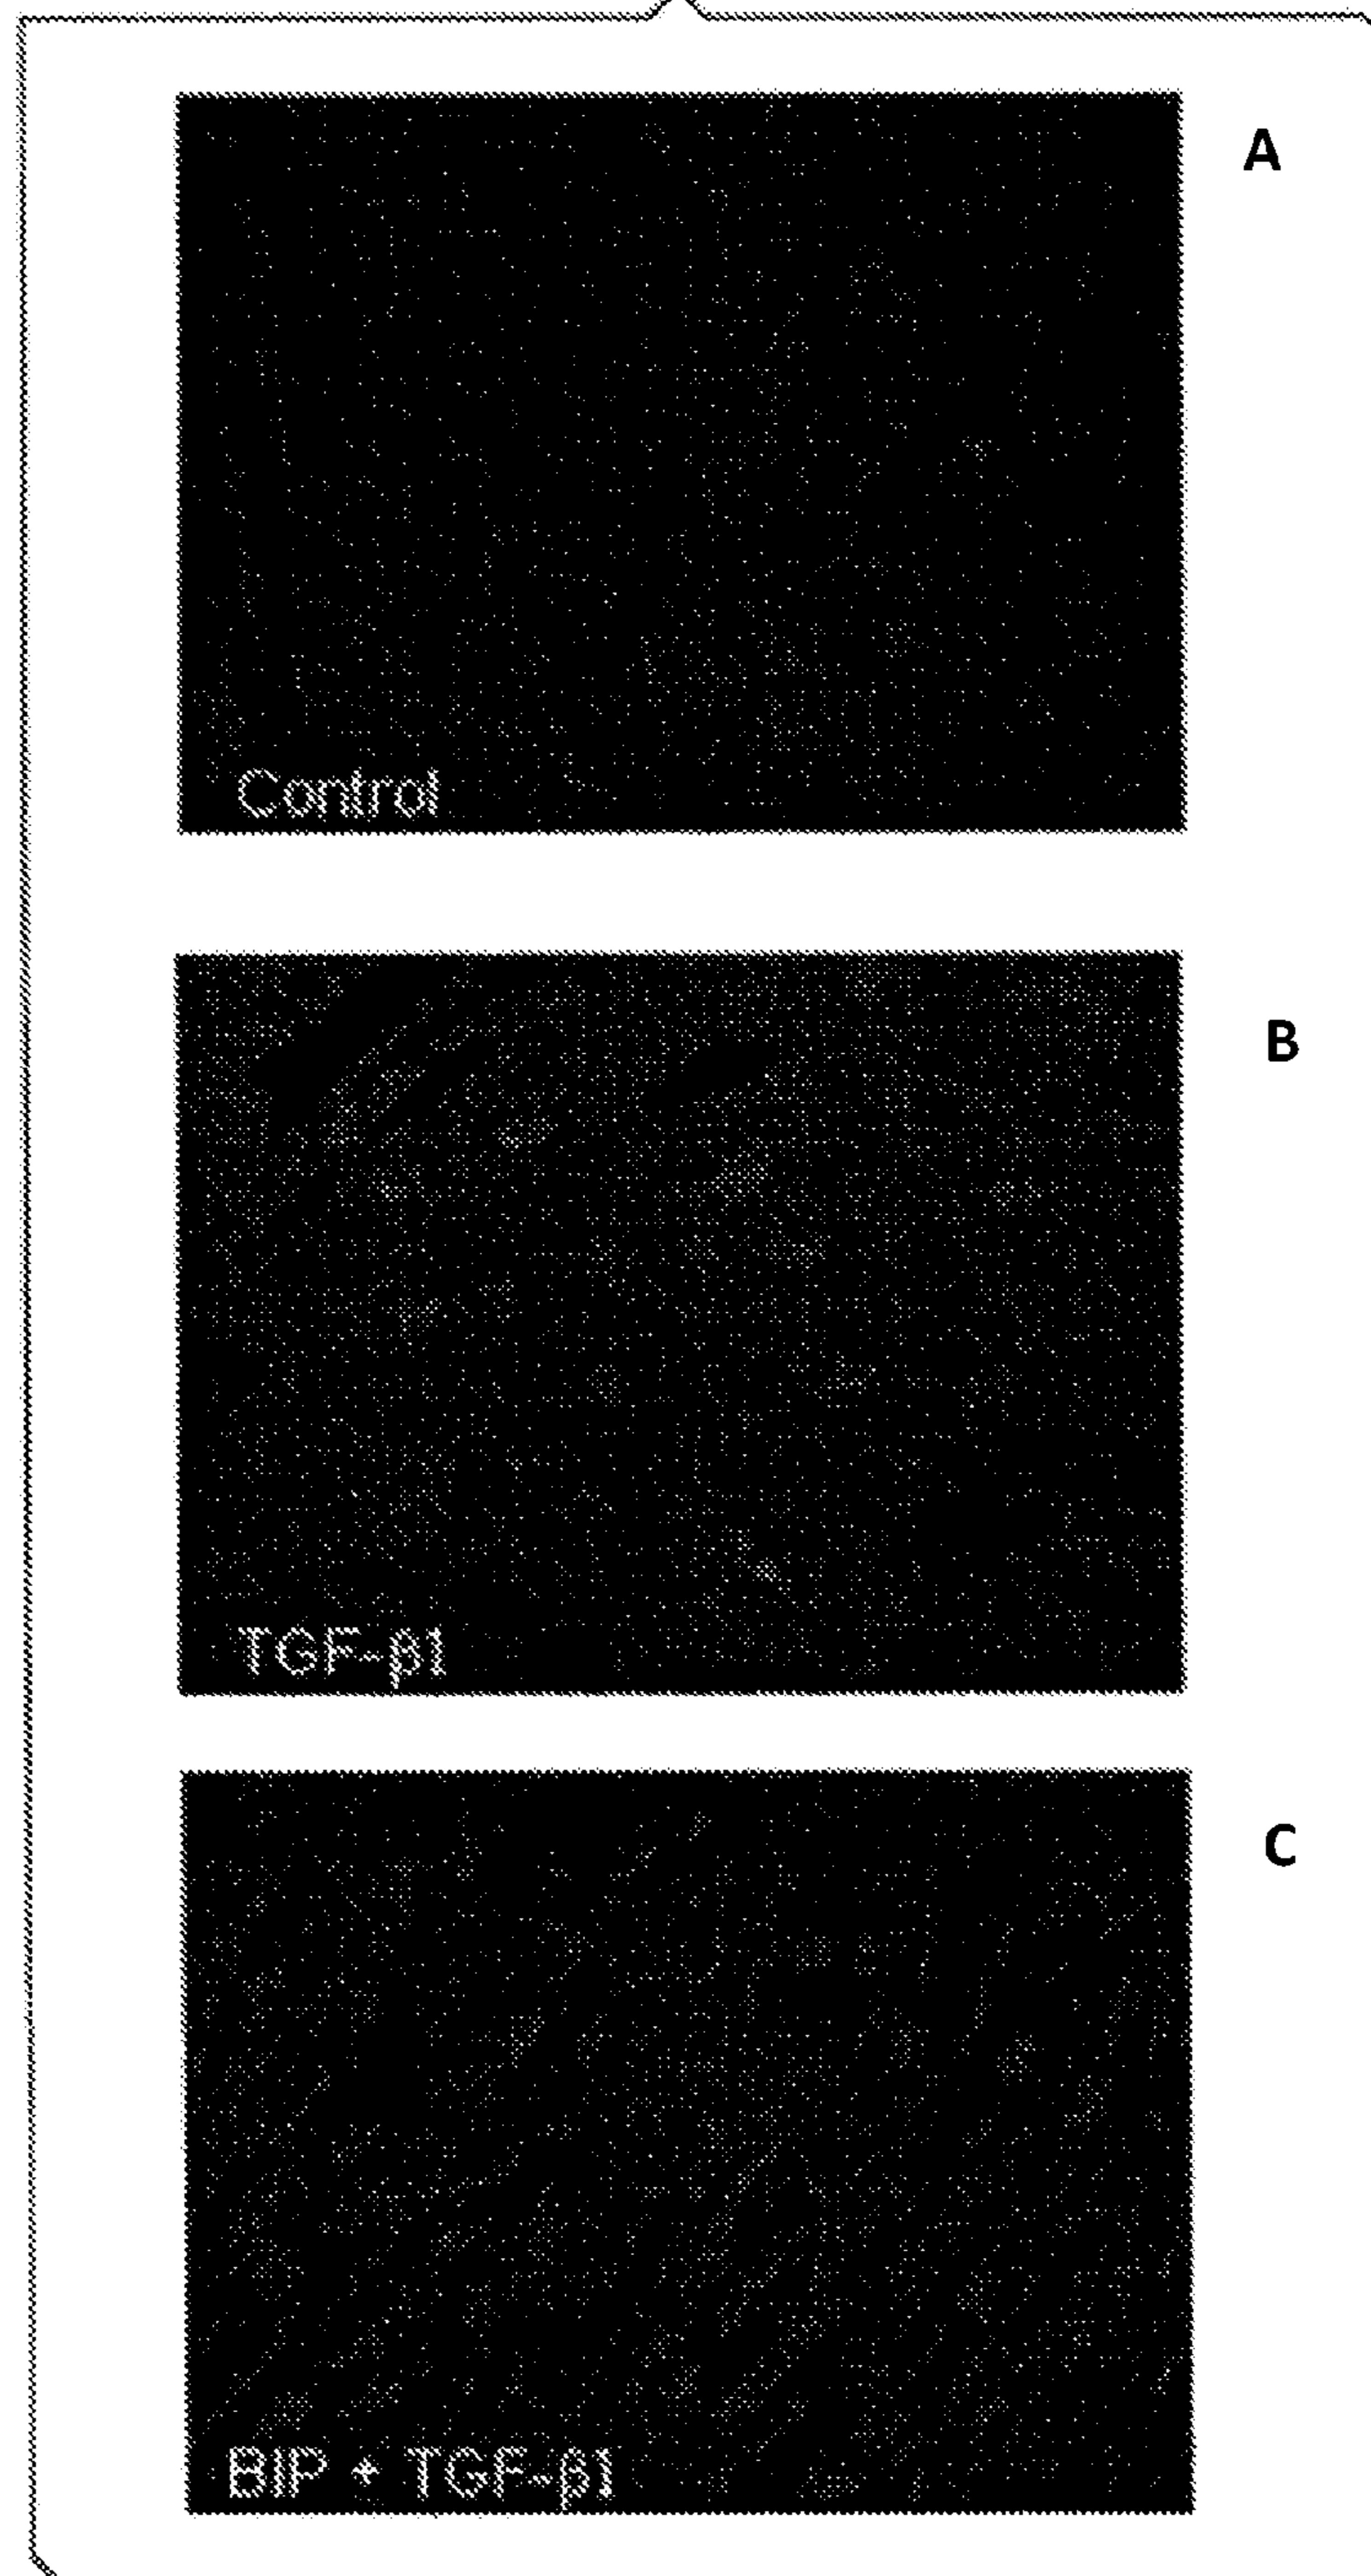 A
Control
B
TGF-β1
C
BIP + TGF-β1